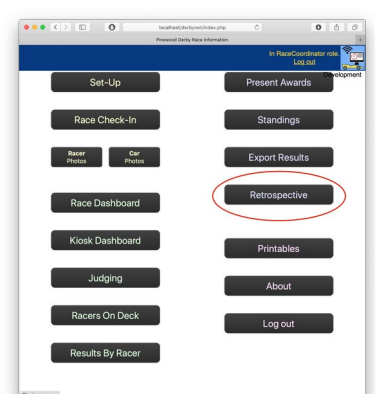 localhost/derbynet/index.php
Pinewood Derby Race Information
In RaceCoordinator role.
Log out
Development
Set-Up
Present Awards
Race Check-In
Standings
Racer
Photos
Car
Photos
Export Results
Race Dashboard
Retrospective
Kiosk Dashboard
Printables
Judging
About
Racers On Deck
Log out
Results By Racer